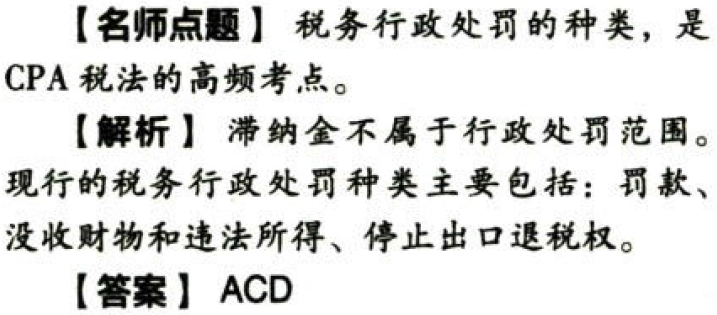 【名师点题】 税务行政处罚的种类，是
CPA 税法的高频考点。
【解析】 滞纳金不属于行政处罚范围。
现行的税务行政处罚种类主要包括：罚款、
没收财物和违法所得、停止出口退税权。
【答案】 ACD